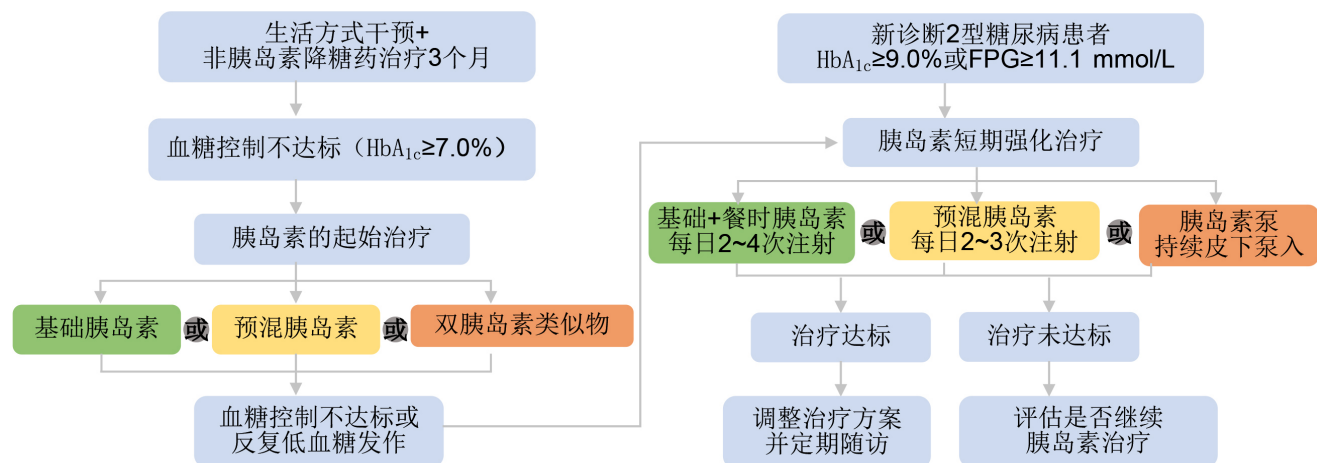 生活方式干预+
非胰岛素降糖药治疗3个月
血糖控制不达标（HbA1c≥7.0%）
胰岛素的起始治疗
基础胰岛素 或 预混胰岛素 或 双胰岛素类似物
血糖控制不达标或
反复低血糖发作
新诊断2型糖尿病患者
HbA1c≥9.0%或FPG≥11.1 mmol/L
胰岛素短期强化治疗
基础+餐时胰岛素
每日2~4次注射
或
预混胰岛素
每日2~3次注射
或
胰岛素泵
持续皮下泵入
治疗达标
治疗未达标
调整治疗方案
并定期随访
评估是否继续
胰岛素治疗